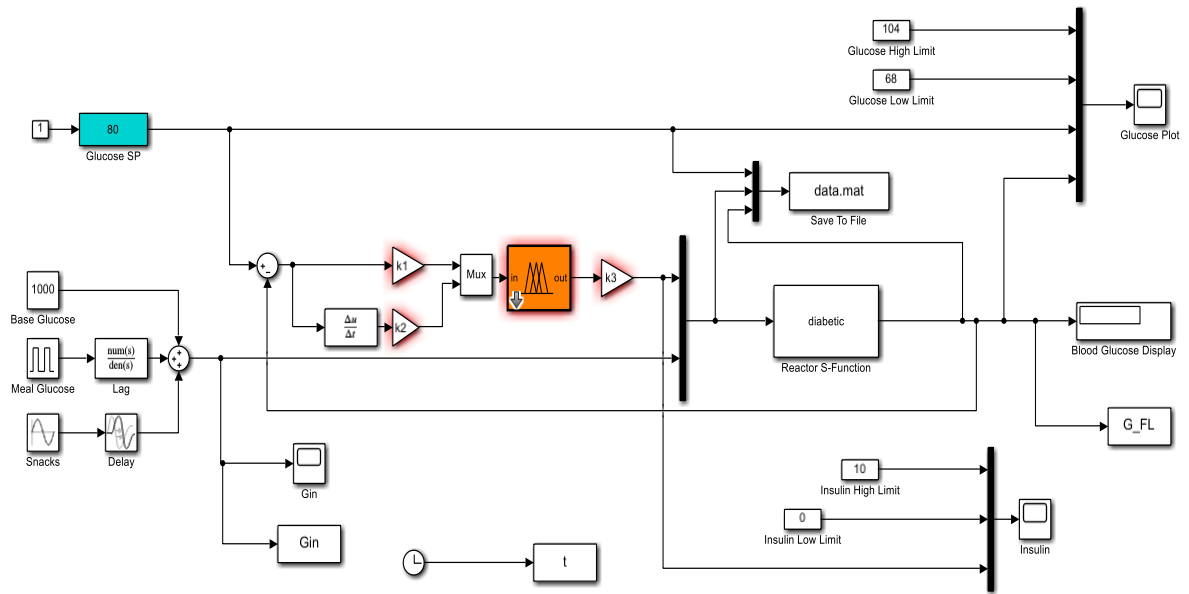 104
Glucose High Limit
68
Glucose Low Limit
Glucose Plot
1
80
Glucose SP
data.mat
Save To File
+
−
k1
Mux
in
out
k3
Δu
Δt
k2
1000
Base Glucose
diabetic
Reactor S-Function
Blood Glucose Display
Meal Glucose
num(s)
den(s)
Lag
+
+
+
Snacks
Delay
G_FL
Gin
10
Insulin High Limit
0
Insulin Low Limit
Insulin
Gin
t